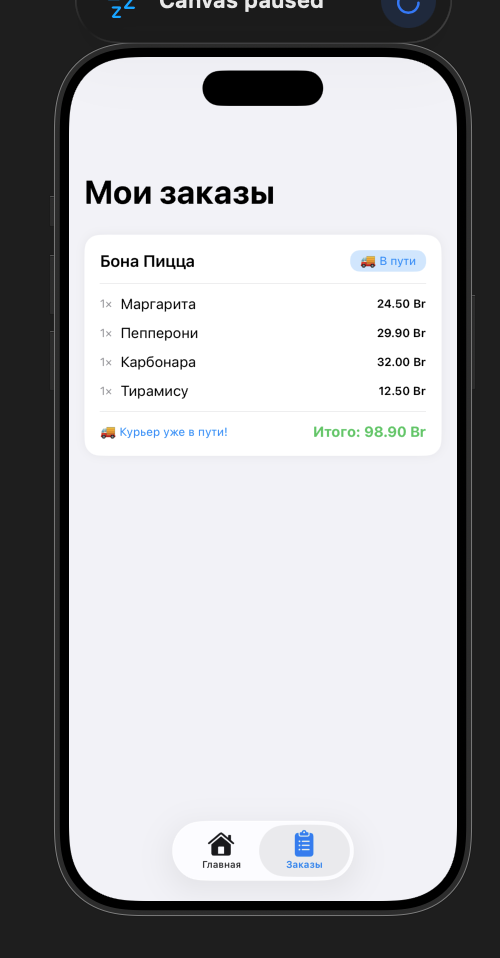 Canvas paused
Мои заказы
Бона Пицца
🚚 В пути
1× Маргарита 24.50 Br
1× Пепперони 29.90 Br
1× Карбонара 32.00 Br
1× Тирамису 12.50 Br
🚚 Курьер уже в пути! Итого: 98.90 Br
Главная
Заказы